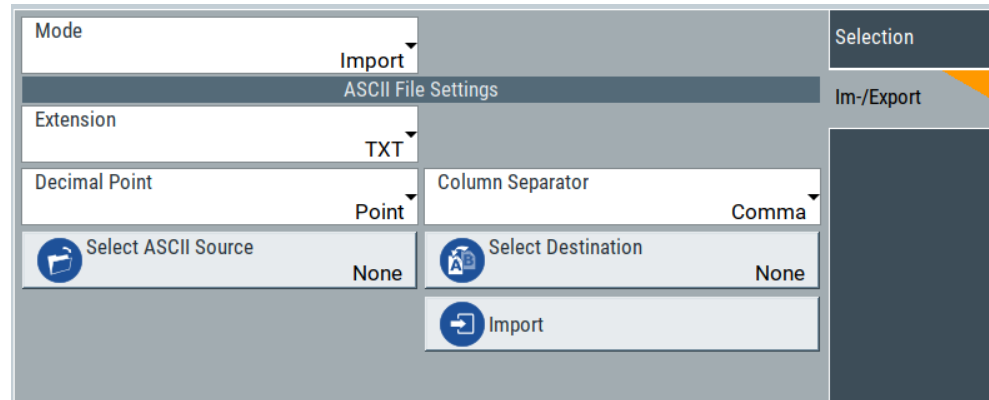 Mode
Import
ASCII File Settings
Extension
TXT
Decimal Point
Point
Column Separator
Comma
Select ASCII Source
None
Select Destination
None
Import
Selection
Im-/Export